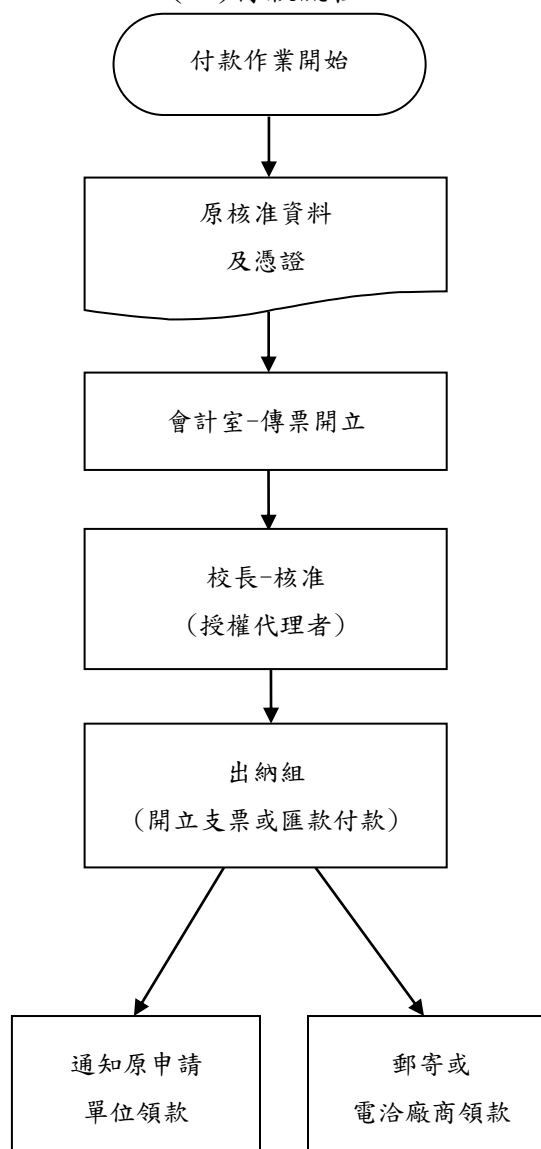 付款作業開始
原核准資料
及憑證
會計室-傳票開立
校長-核准
(授權代理者)
出納組
(開立支票或匯款付款)
通知原申請
單位領款
郵寄或
電洽廠商領款